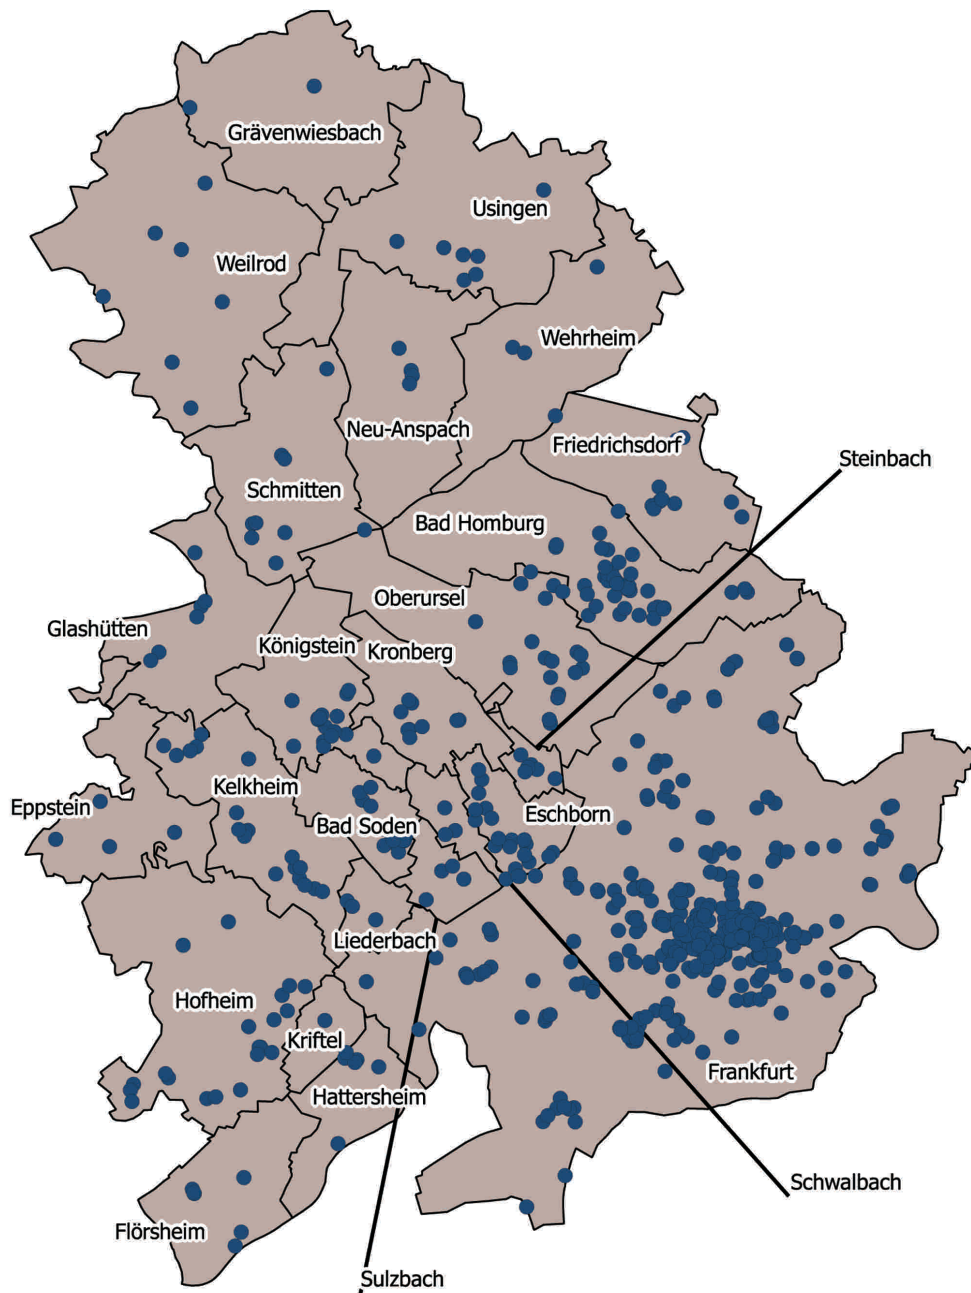 Grävenwiesbach
Usingen
Weilrod
Wehrheim
Neu-Anspach
Friedrichsdorf
Steinbach
Schmitten
Bad Homburg
Oberursel
Glashütten
Königstein
Kronberg
Kelkheim
Eppstein
Bad Soden
Eschborn
Liederbach
Hofheim
Kriftel
Frankfurt
Hattersheim
Schwalbach
Flörsheim
Sulzbach